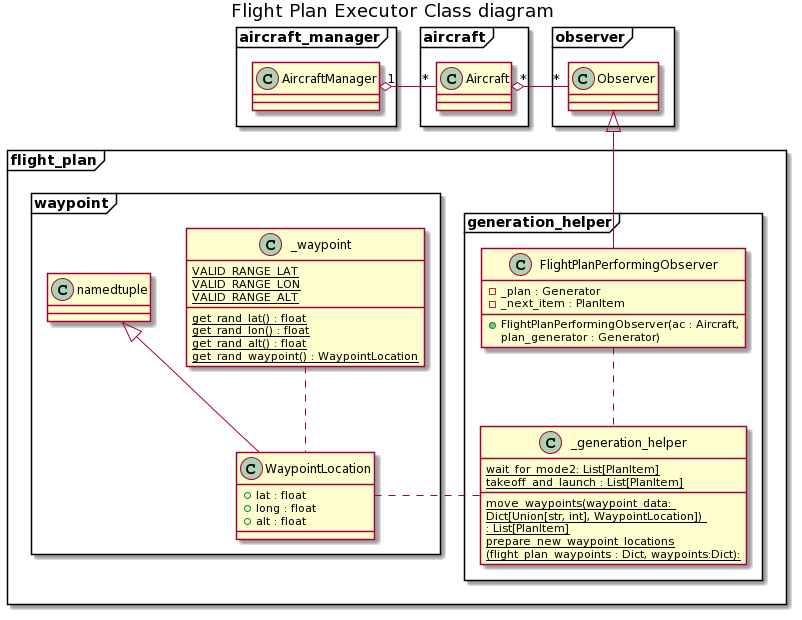 Flight Plan Executor Class diagram
aircraft_manager
aircraft
observer
C AircraftManager
1
*
C Aircraft
*
*
C Observer
flight_plan
waypoint
C _waypoint
VALID_RANGE_LAT
VALID_RANGE_LON
VALID_RANGE_ALT
get_rand_lat() : float
get_rand_lon() : float
get_rand_alt() : float
get_rand_waypoint() : WaypointLocation
C namedtuple
C WaypointLocation
lat : float
long : float
alt : float
generation_helper
C FlightPlanPerformingObserver
_plan : Generator
_next_item : PlanItem
FlightPlanPerformingObserver(ac : Aircraft,
plan_generator : Generator)
C _generation_helper
wait_for_mode2: List[PlanItem]
takeoff_and_launch : List[PlanItem]
move_waypoints(waypoint_data:
Dict[Union[str, int], WaypointLocation])
: List[PlanItem]
prepare_new_waypoint_locations
(flight_plan_waypoints : Dict, waypoints:Dict):